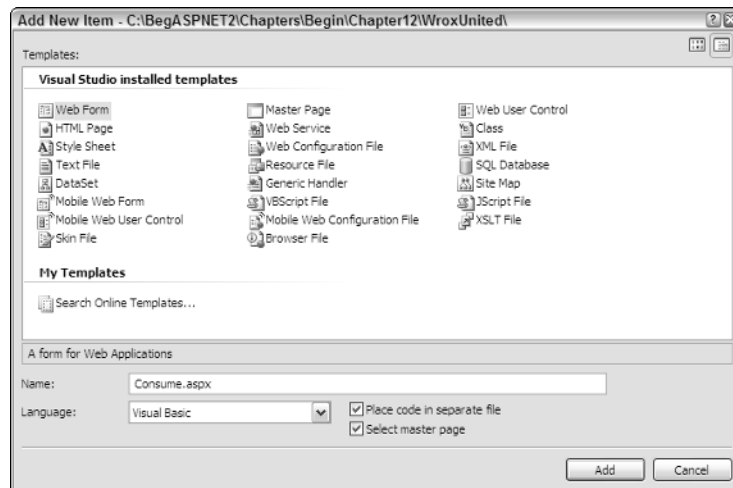 Add New Item - C:\BegASPNET2\Chapters\Begin\Chapter12\WroxUnited\
Templates:
Visual Studio installed templates
Web Form
Master Page
Web User Control
HTML Page
Web Service
Class
Style Sheet
Web Configuration File
XML File
Text File
Resource File
SQL Database
DataSet
Generic Handler
Site Map
Mobile Web Form
VBScript File
JScript File
Mobile Web User Control
Mobile Web Configuration File
XSLT File
Skin File
Browser File
My Templates
Search Online Templates...
A form for Web Applications
Name:
Consume.aspx
Language:
Visual Basic
Place code in separate file
Select master page
Add
Cancel